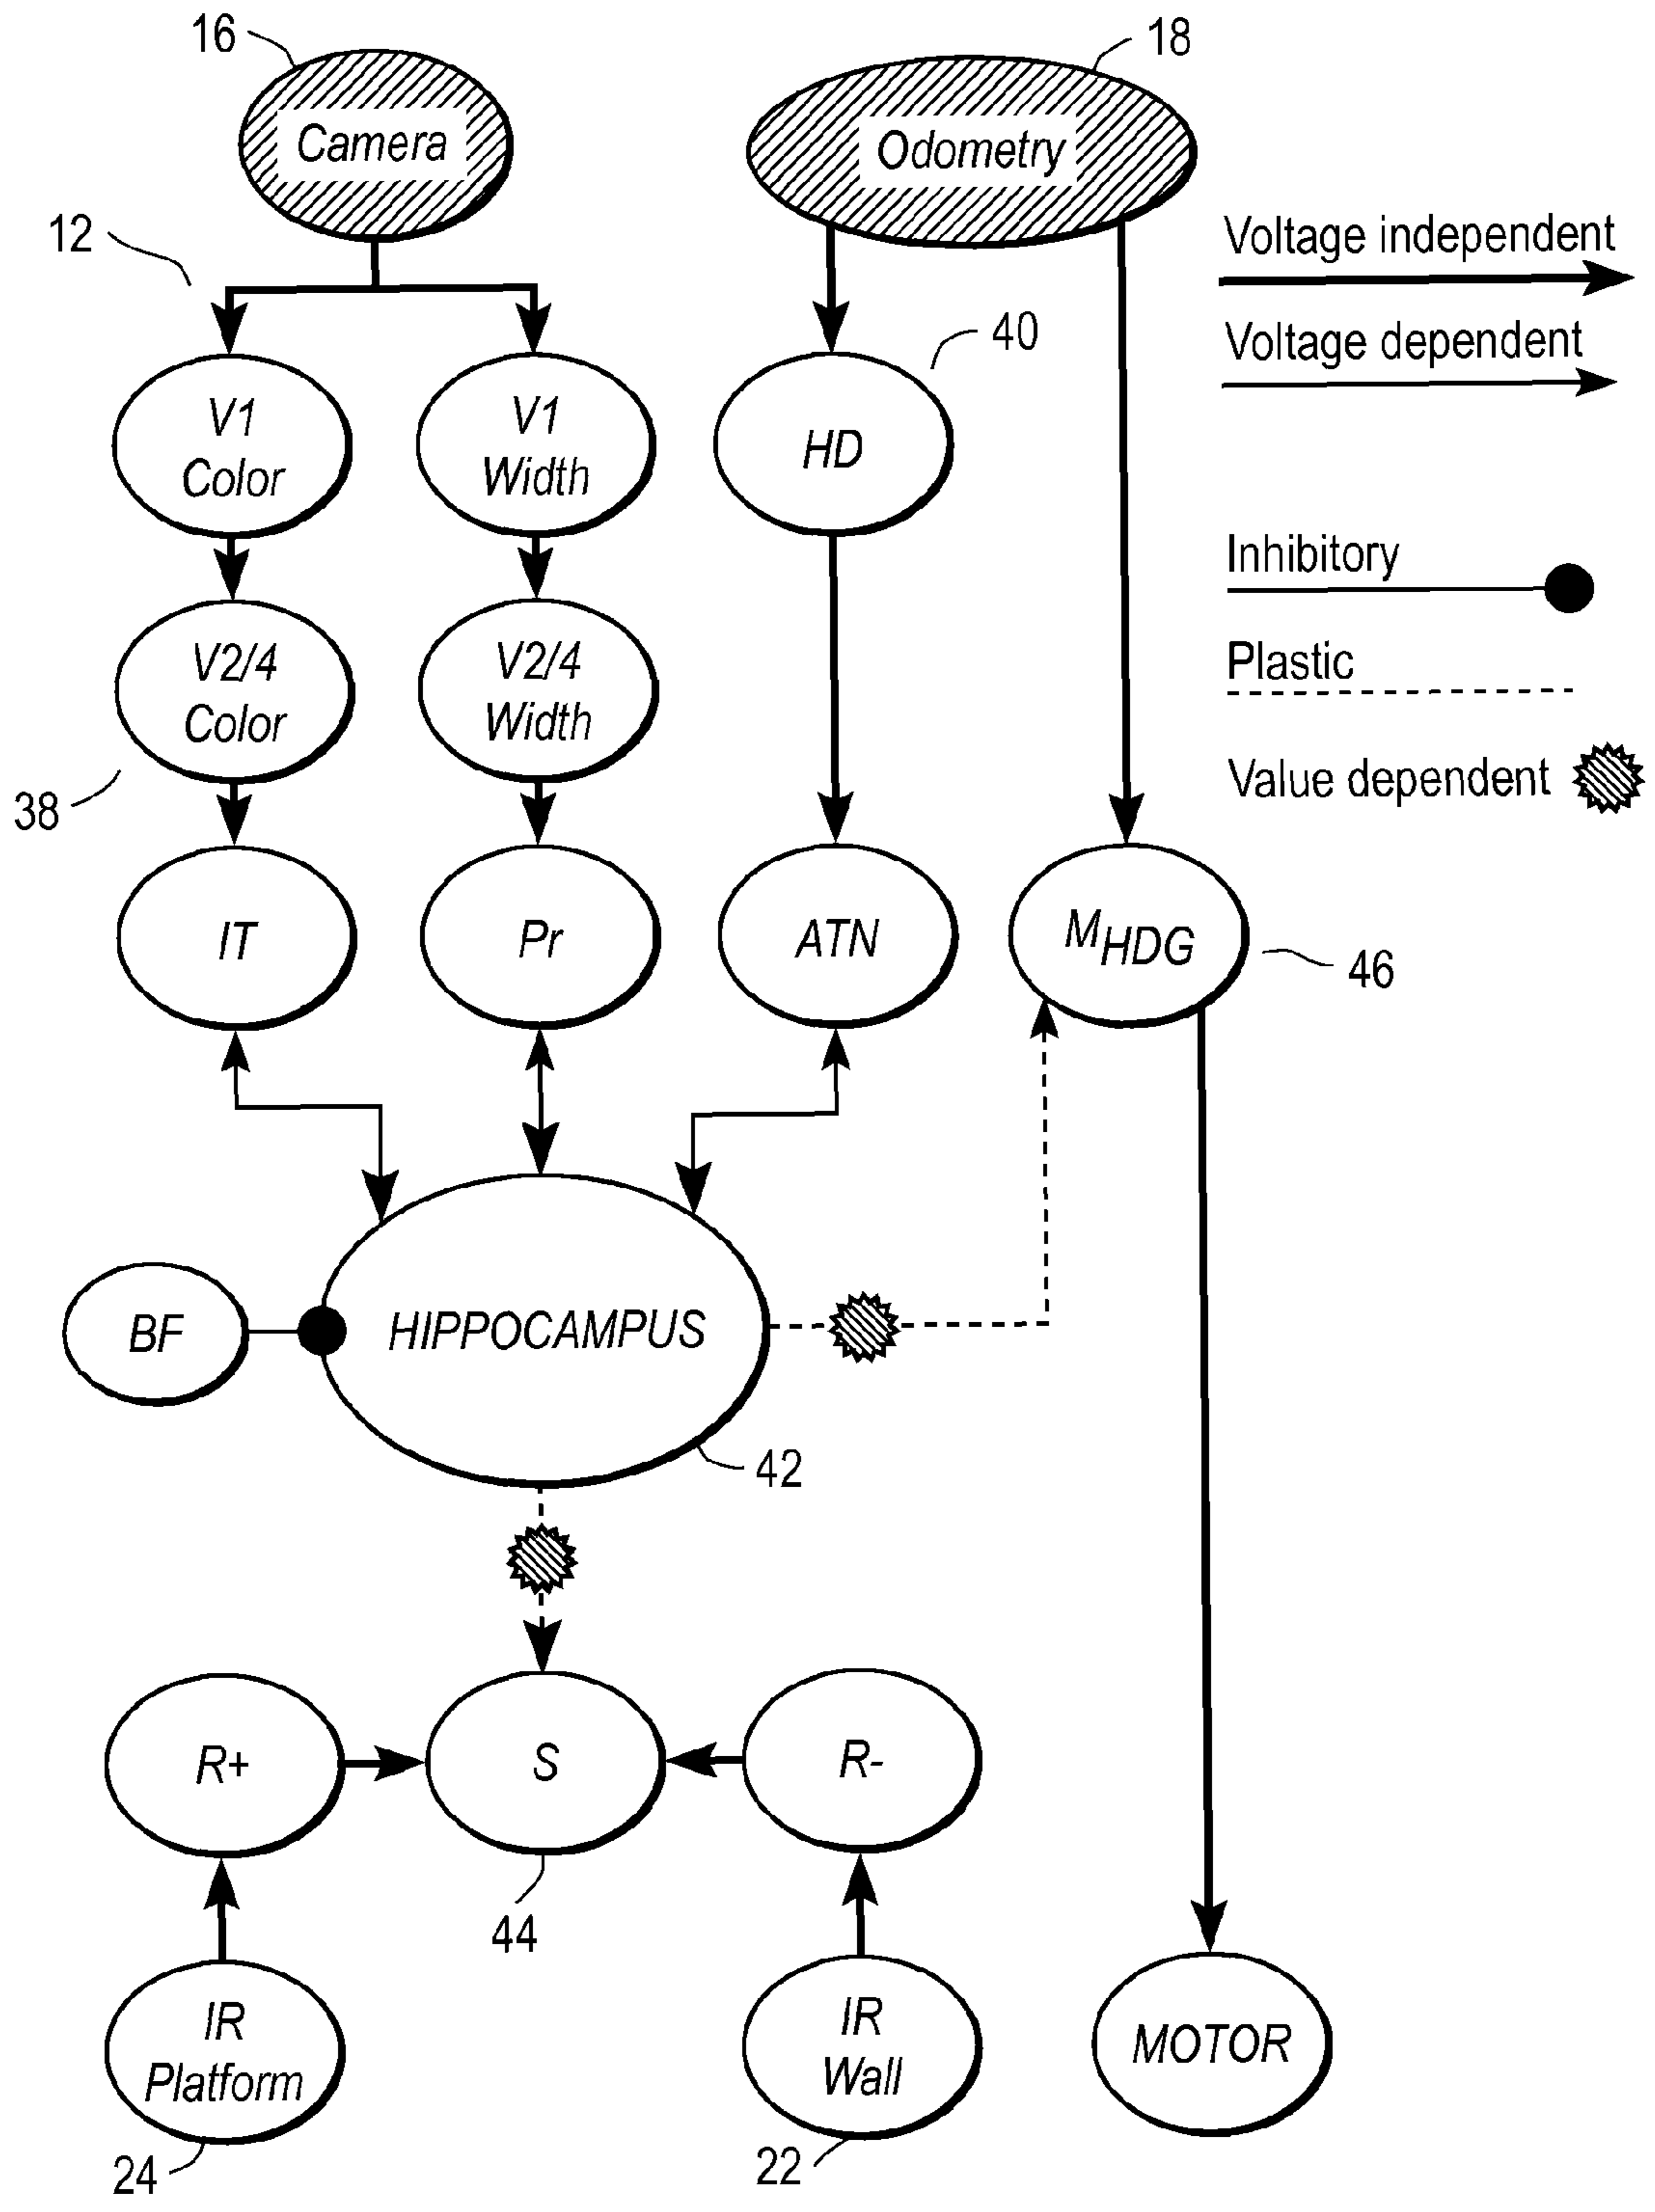 16
18
Camera
Odometry
12
Voltage independent
40
Voltage dependent
V1
Color
V1
Width
HD
Inhibitory
V2/4
Color
V2/4
Width
Plastic
Value dependent
38
IT
Pr
ATN
MHDG
46
BF
HIPPOCAMPUS
42
R+
S
R-
44
IR
Platform
IR
Wall
MOTOR
24
22